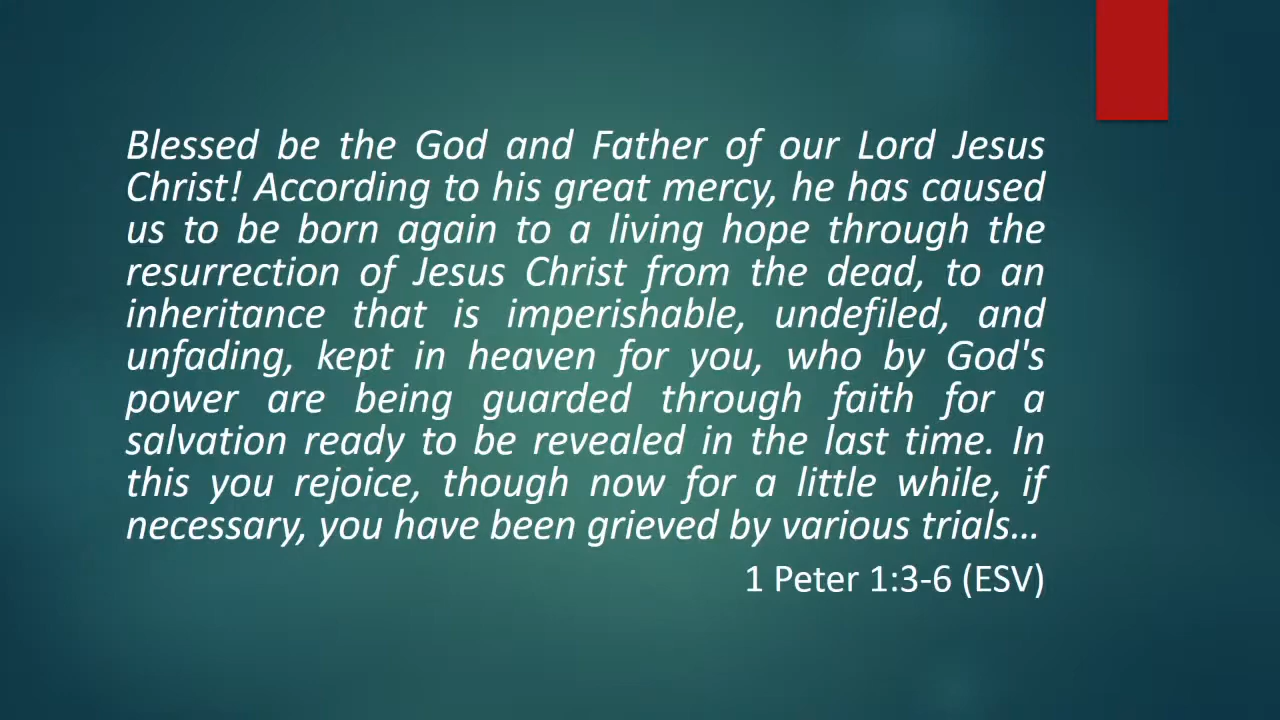 Blessed be the God and Father of our Lord Jesus
Christ! According to his great mercy, he has caused
us to be born again to a living hope through the
resurrection of Jesus Christ from the dead, to an
inheritance that is imperishable, undefiled, and
unfading, kept in heaven for you, who by God's
power are being guarded through faith for a
salvation ready to be revealed in the last time. In
this you rejoice, though now for a little while, if
necessary, you have been grieved by various trials…
1 Peter 1:3-6 (ESV)